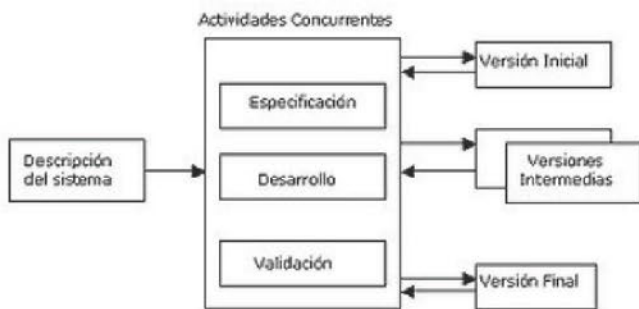 Actividades Concurrentes
Versión Inicial
Especificación
Descripción
del sistema
Desarrollo
Versiones
Intermedias
Validación
Versión Final